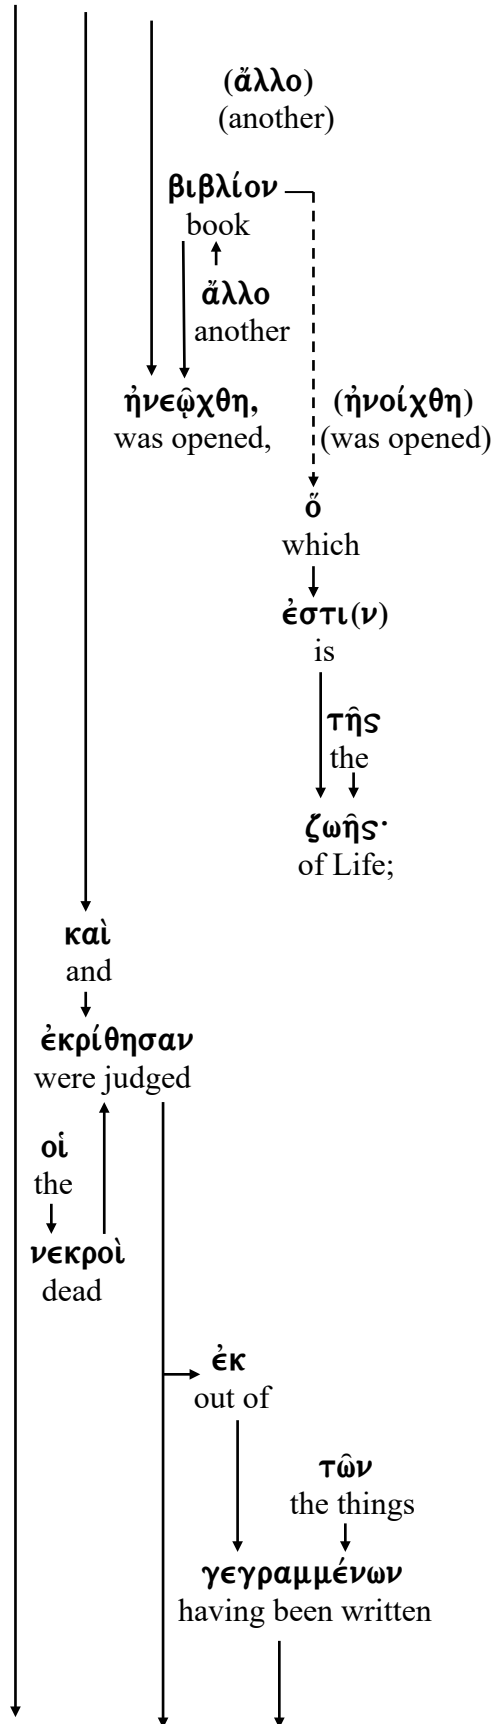 (ἄλλο)
(another)
βιβλίον
book
ἄλλο
another
ἠνεῴχθη, (ἠνοίχθη)
was opened, (was opened)
ὅ
which
ἐστι(ν)
is
τῆς
the
ζωῆς·
of Life;
καὶ
and
ἐκρίθησαν
were judged
οἱ
the
νεκροὶ
dead
ἐκ
out of
τῶν
the things
γεγραμμένων
having been written